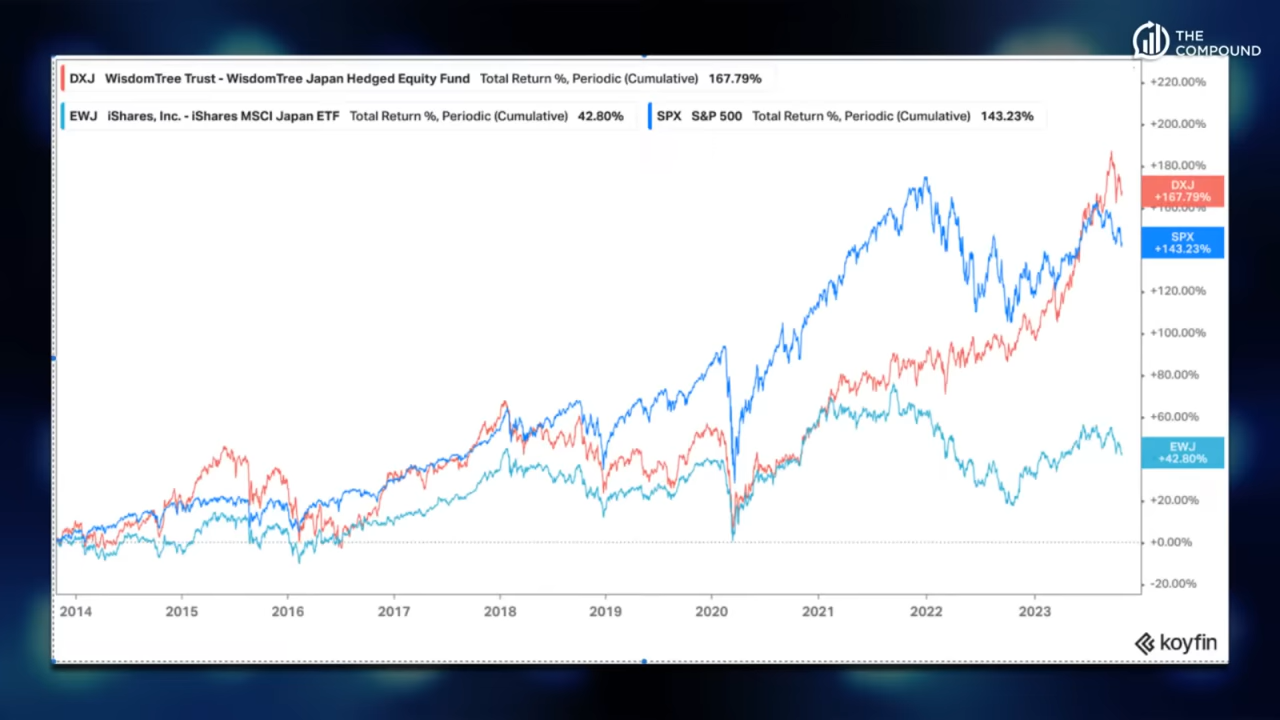 THE
COMPOUND
DXJ WisdomTree Trust - WisdomTree Japan Hedged Equity Fund Total Return %, Periodic (Cumulative) 167.79%
EWJ iShares, Inc. - iShares MSCI Japan ETF Total Return %, Periodic (Cumulative) 42.80%
SPX S&P 500 Total Return %, Periodic (Cumulative) 143.23%
+220.00%
+200.00%
+180.00%
DXJ
+167.79%
+160.00%
SPX
+143.23%
+120.00%
+100.00%
+80.00%
+60.00%
EWJ
+42.80%
+20.00%
+0.00%
-20.00%
2014 2015 2016 2017 2018 2019 2020 2021 2022 2023
koyfin